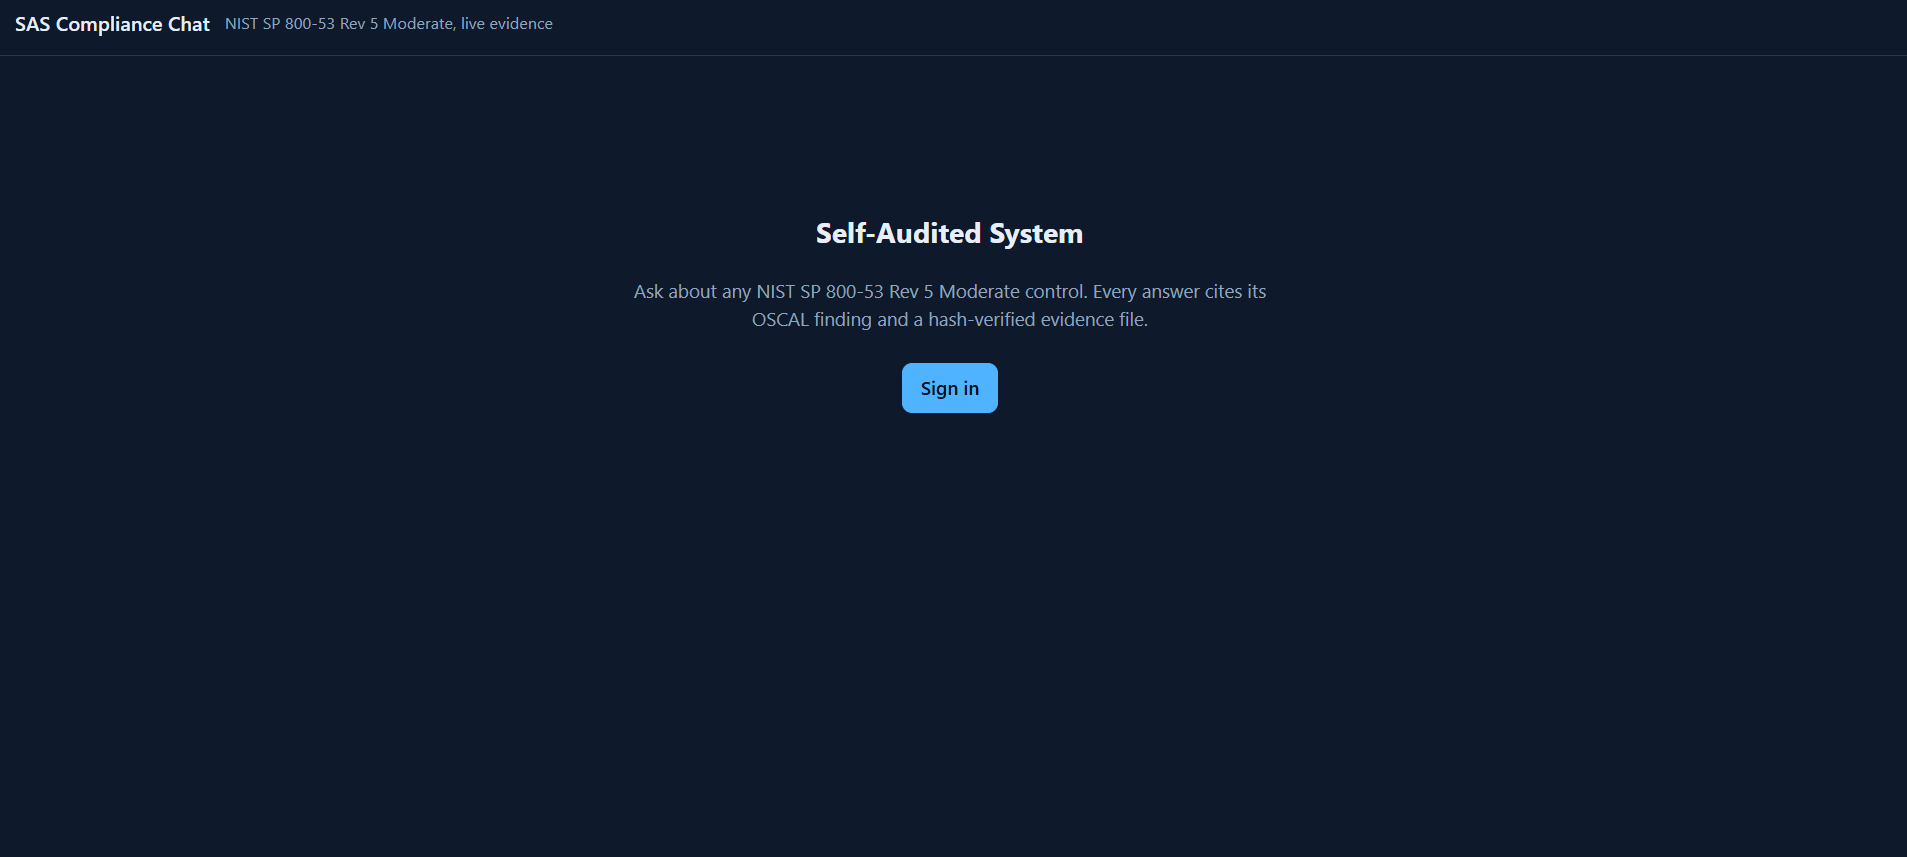 SAS Compliance Chat NIST SP 800-53 Rev 5 Moderate, live evidence
Self-Audited System
Ask about any NIST SP 800-53 Rev 5 Moderate control. Every answer cites its
OSCAL finding and a hash-verified evidence file.
Sign in